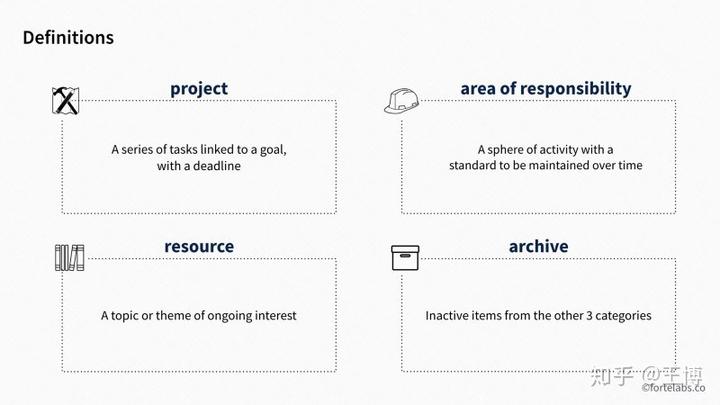 Definitions
project
A series of tasks linked to a goal,
with a deadline
area of responsibility
A sphere of activity with a
standard to be maintained over time
resource
A topic or theme of ongoing interest
archive
Inactive items from the other 3 categories
知乎 @王博
©fortelabs.co